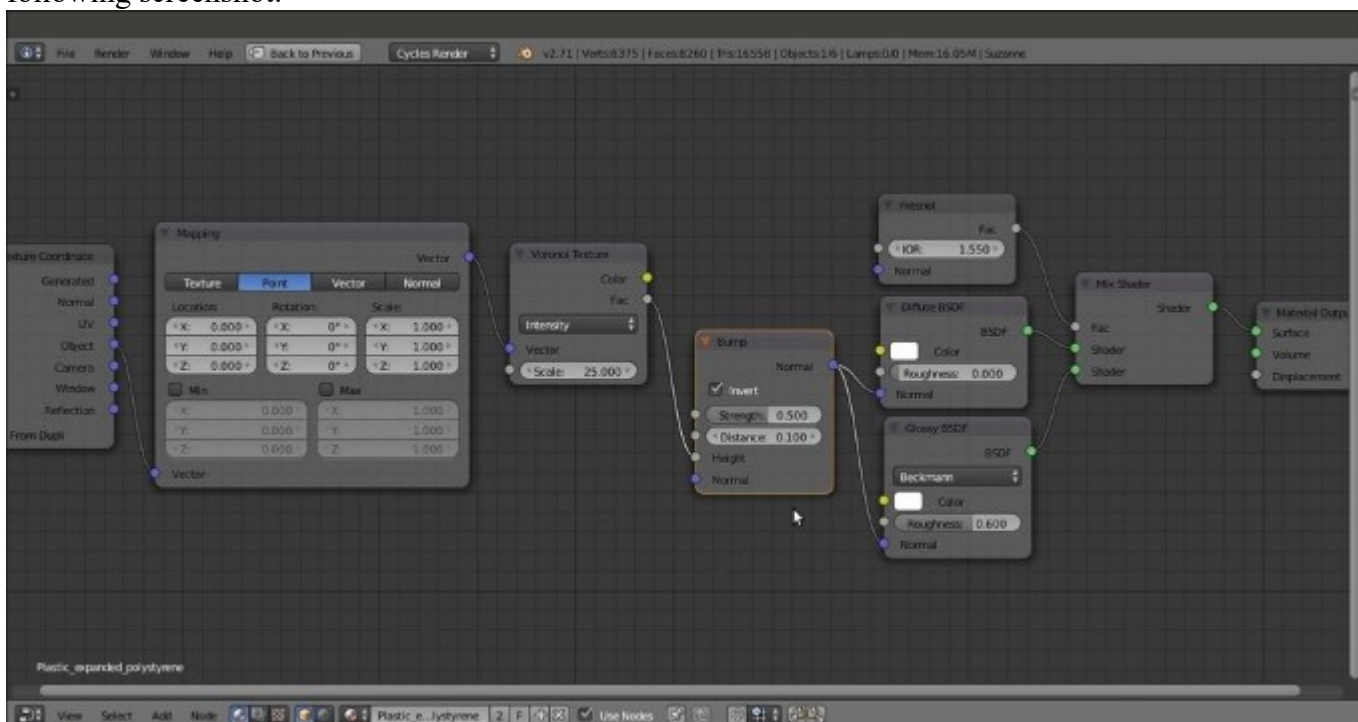 following screenshot:
File Render Window Help Back to Previous Cycles Render v2.71 | Verts:8375 | Faces:8260 | Tris:16558 | Objects:1/6 | Lamps:0/0 | Mem:16.05M | Suzanne
Texture Coordinate
Generated
Normal
UV
Object
Camera
Window
Reflection
From Dupli
Mapping
Vector
Texture Point Vector Normal
Location: Rotation: Scale:
X: 0.000 X: 0° X: 1.000
Y: 0.000 Y: 0° Y: 1.000
Z: 0.000 Z: 0° Z: 1.000
Min Max
X: 0.000 X: 1.000
Y: 0.000 Y: 1.000
Z: 0.000 Z: 1.000
Vector
Voronoi Texture
Color
Fac
Intensity
Vector
Scale: 25.000
Bump
Normal
Invert
Strength: 0.500
Distance: 0.100
Height
Normal
Fresnel
Fac
IOR: 1.550
Normal
Diffuse BSDF
BSDF
Color
Roughness: 0.000
Normal
Glossy BSDF
BSDF
Beckmann
Color
Roughness: 0.600
Normal
Mix Shader
Shader
Fac
Shader
Shader
Material Outpu
Surface
Volume
Displacement
Plastic_expanded_polystyrene
View Select Add Node Plastic_e...lystyrene 2 F Use Nodes